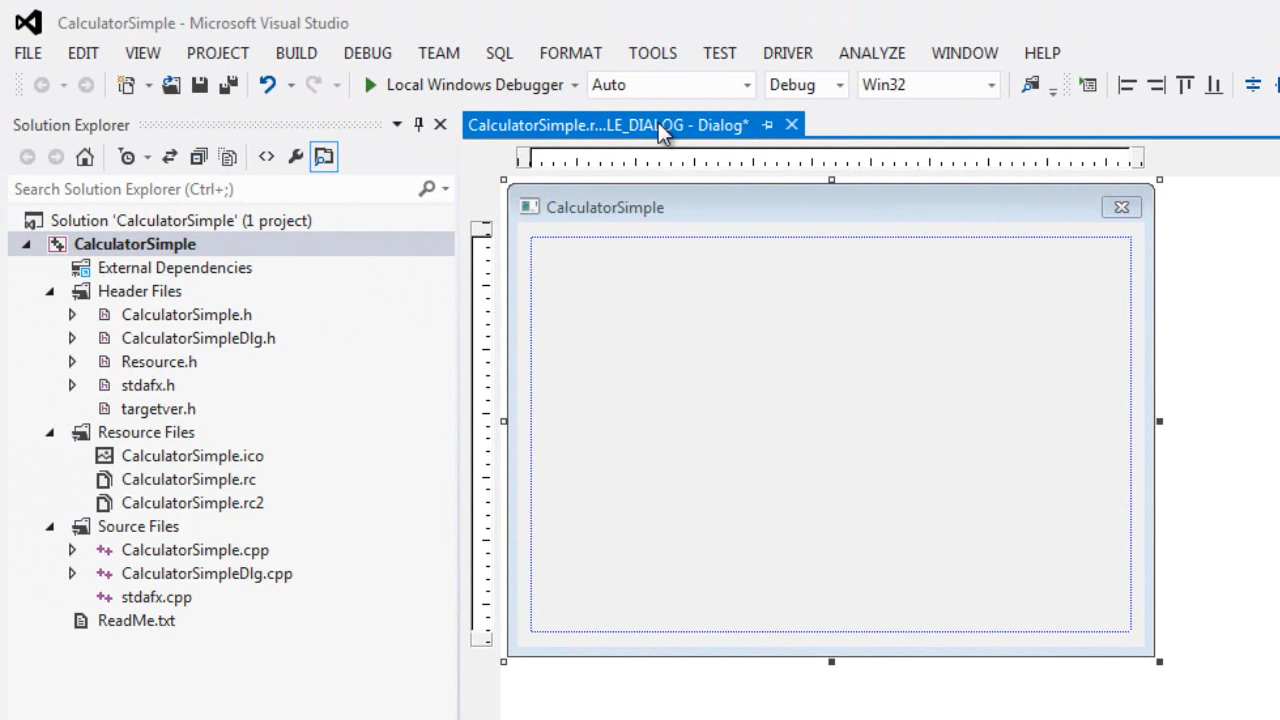 CalculatorSimple - Microsoft Visual Studio
FILE EDIT VIEW PROJECT BUILD DEBUG TEAM SQL FORMAT TOOLS TEST DRIVER ANALYZE WINDOW HELP
Local Windows Debugger Auto Debug Win32
Solution Explorer
CalculatorSimple.r...LE_DIALOG - Dialog*
Search Solution Explorer (Ctrl+;)
Solution 'CalculatorSimple' (1 project)
CalculatorSimple
External Dependencies
Header Files
CalculatorSimple.h
CalculatorSimpleDlg.h
Resource.h
stdafx.h
targetver.h
Resource Files
CalculatorSimple.ico
CalculatorSimple.rc
CalculatorSimple.rc2
Source Files
CalculatorSimple.cpp
CalculatorSimpleDlg.cpp
stdafx.cpp
ReadMe.txt
CalculatorSimple